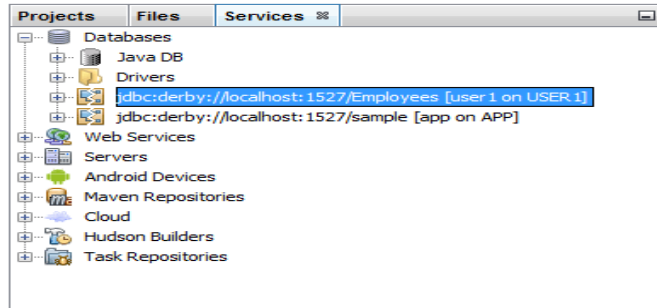 Projects Files Services
Databases
Java DB
Drivers
jdbc:derby://localhost:1527/Employees [user1 on USER1]
jdbc:derby://localhost:1527/sample [app on APP]
Web Services
Servers
Android Devices
Maven Repositories
Cloud
Hudson Builders
Task Repositories